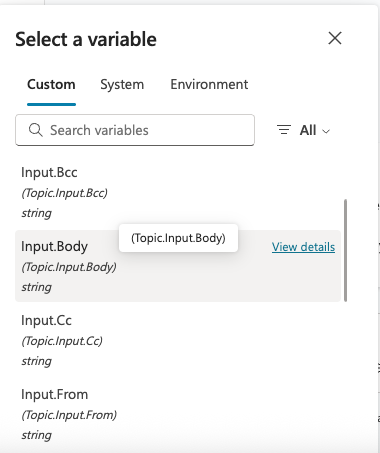 Select a variable
Custom System Environment
Search variables All
Input.Bcc
(Topic.Input.Bcc)
string
Input.Body (Topic.Input.Body) View details
(Topic.Input.Body)
string
Input.Cc
(Topic.Input.Cc)
string
Input.From
(Topic.Input.From)
string